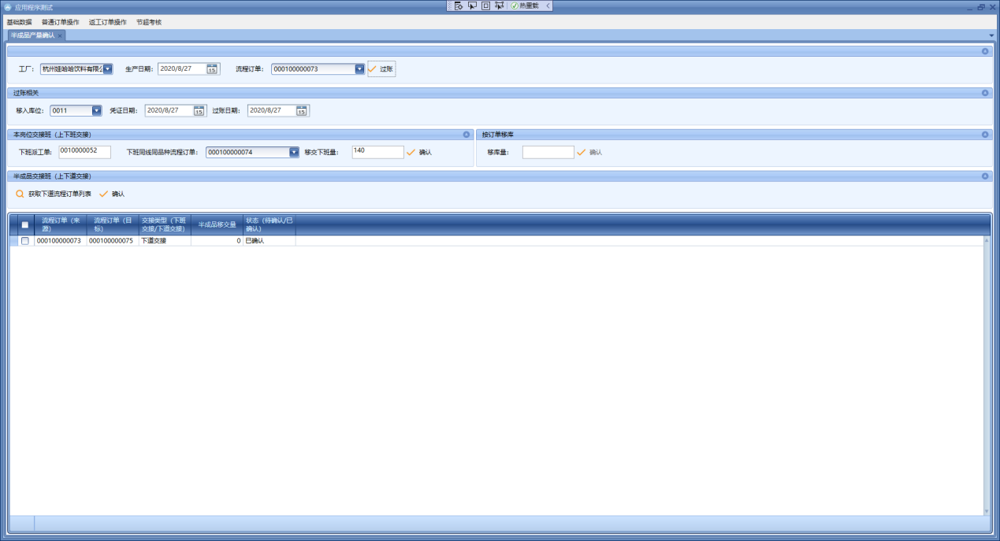 应用程序测试
热重载
基础数据 普通订单操作 返工订单操作 节超考核
半成品产量确认
工厂： 杭州娃哈哈饮料有限公 生产日期： 2020/8/27 15 流程订单： 000100000073 过账
过账相关
移入库位： 0011 凭证日期： 2020/8/27 15 过账日期： 2020/8/27 15
本岗位交接班（上下班交接） 按订单移库
下班派工单： 0010000052 下班同线同品种流程订单： 000100000074 移交下班量： 140 确认 移库量： 确认
半成品交接班（上下道交接）
获取下道流程订单列表 确认
流程订单（来源） 流程订单（目标） 交接类型（下班交接/下道交接） 半成品移交量 状态（待确认/已确认）
000100000073 000100000075 下道交接 0 已确认